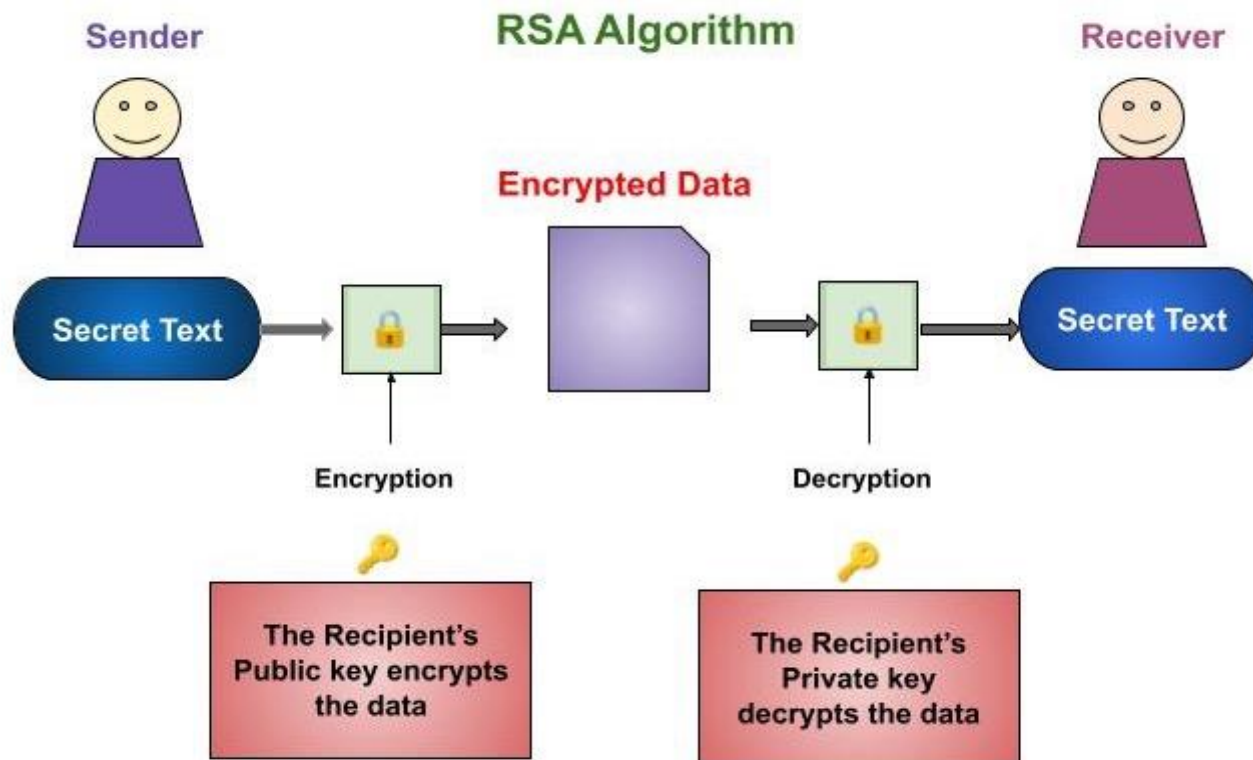 Sender
RSA Algorithm
Receiver
Encrypted Data
Secret Text
Secret Text
Encryption
Decryption
The Recipient's
Public key encrypts
the data
The Recipient's
Private key
decrypts the data